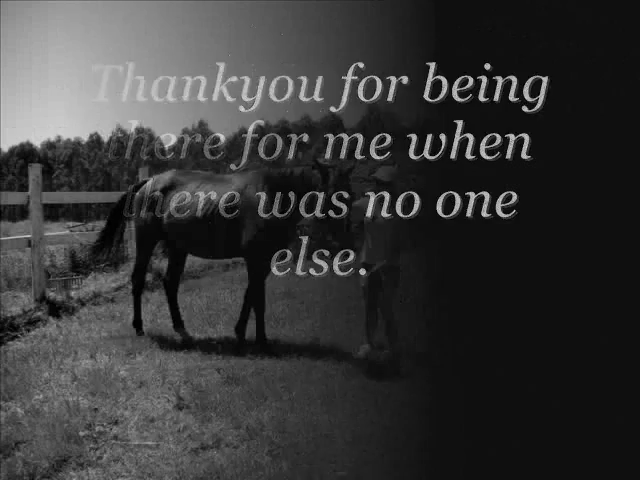 Thankyou for being
there for me when
there was no one
else.